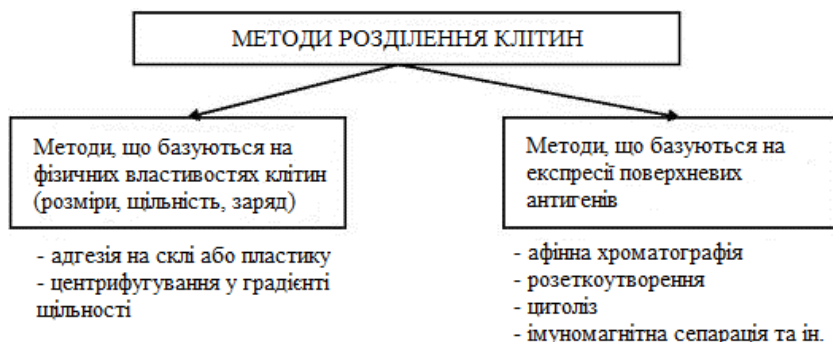 МЕТОДИ РОЗДІЛЕННЯ КЛІТИН
Методи, що базуються на
фізичних властивостях клітин
(розміри, щільність, заряд)
- адгезія на склі або пластику
- центрифугування у градієнті
щільності
Методи, що базуються на
експресії поверхневих
антигенів
- афінна хроматографія
- розеткоутворення
- цитоліз
- імуномагнітна сепарація та ін.